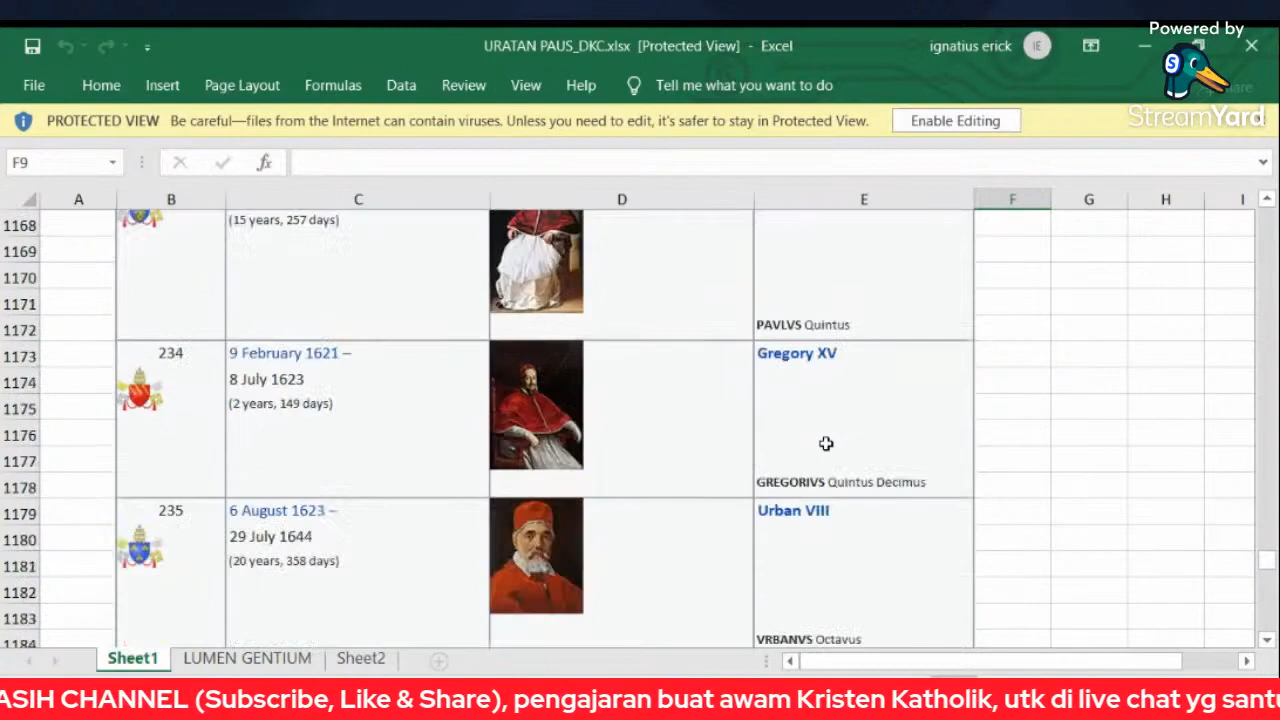 Powered by
StreamYard
URATAN PAUS_DKC.xlsx [Protected View] - Excel
ignatius erick
IE
File Home Insert Page Layout Formulas Data Review View Help Tell me what you want to do
PROTECTED VIEW Be careful—files from the Internet can contain viruses. Unless you need to edit, it's safer to stay in Protected View. Enable Editing
F9
fx
A B C D E F G H I
1168 (15 years, 257 days)
1169
1170
1171
1172 PAVLVS Quintus
1173 234 9 February 1621 – Gregory XV
1174 8 July 1623
1175 (2 years, 149 days)
1176
1177
1178 GREGORIVS Quintus Decimus
1179 235 6 August 1623 – Urban VIII
1180 29 July 1644
1181 (20 years, 358 days)
1182
1183 VRBANVS Octavus
1184
Sheet1 LUMEN GENTIUM Sheet2
ASIH CHANNEL (Subscribe, Like & Share), pengajaran buat awam Kristen Katholik, utk di live chat yg santu